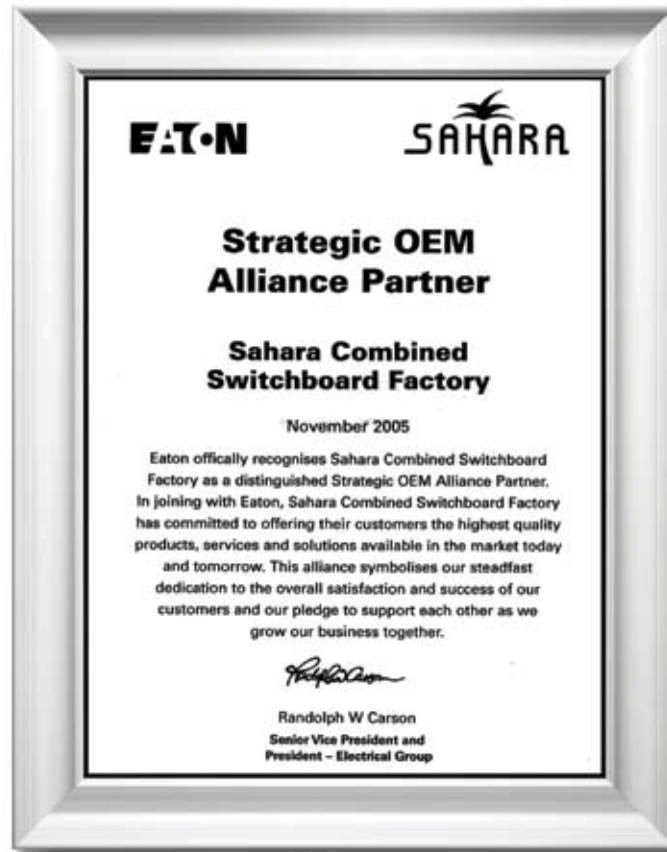 EATON
SAHARA
Strategic OEM
Alliance Partner
Sahara Combined
Switchboard Factory
November 2005
Eaton offically recognises Sahara Combined Switchboard
Factory as a distinguished Strategic OEM Alliance Partner.
In joining with Eaton, Sahara Combined Switchboard Factory
has committed to offering their customers the highest quality
products, services and solutions available in the market today
and tomorrow. This alliance symbolises our steadfast
dedication to the overall satisfaction and success of our
customers and our pledge to support each other as we
grow our business together.
Randolph W Carson
Senior Vice President and
President – Electrical Group